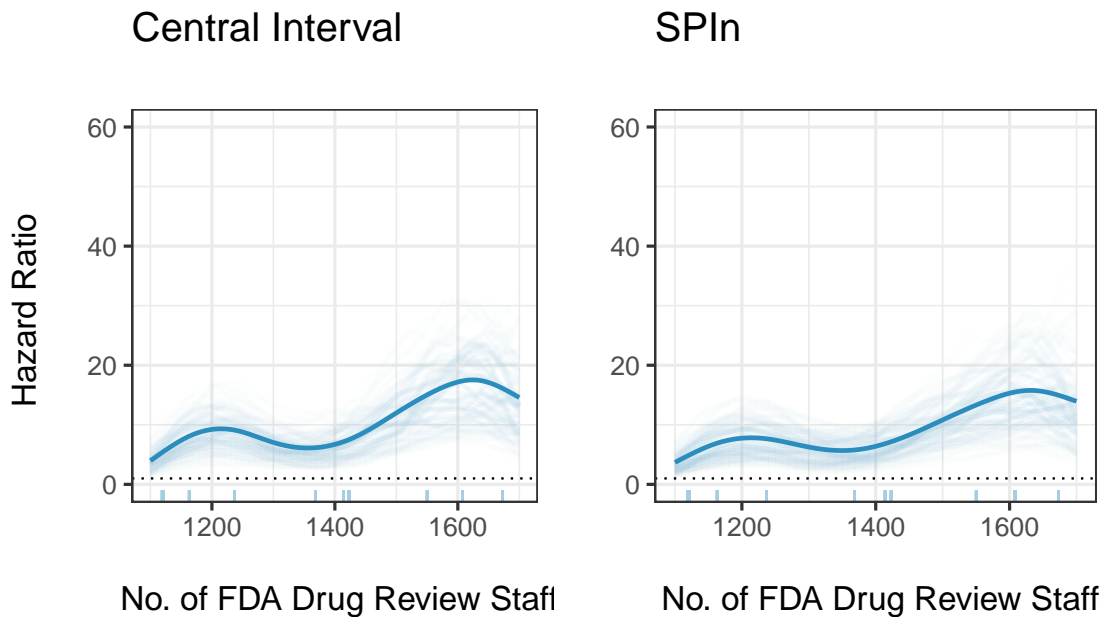 Central Interval
SPIn
Hazard Ratio
60
40
20
0
1200 1400 1600
No. of FDA Drug Review Staff
60
40
20
0
1200 1400 1600
No. of FDA Drug Review Staff